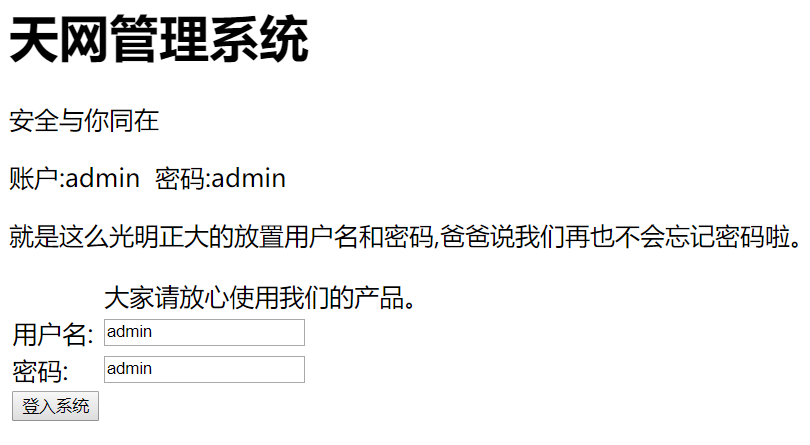 天网管理系统
安全与你同在
账户:admin 密码:admin
就是这么光明正大的放置用户名和密码,爸爸说我们再也不会忘记密码啦。
大家请放心使用我们的产品。
用户名: admin
密码: admin
登入系统